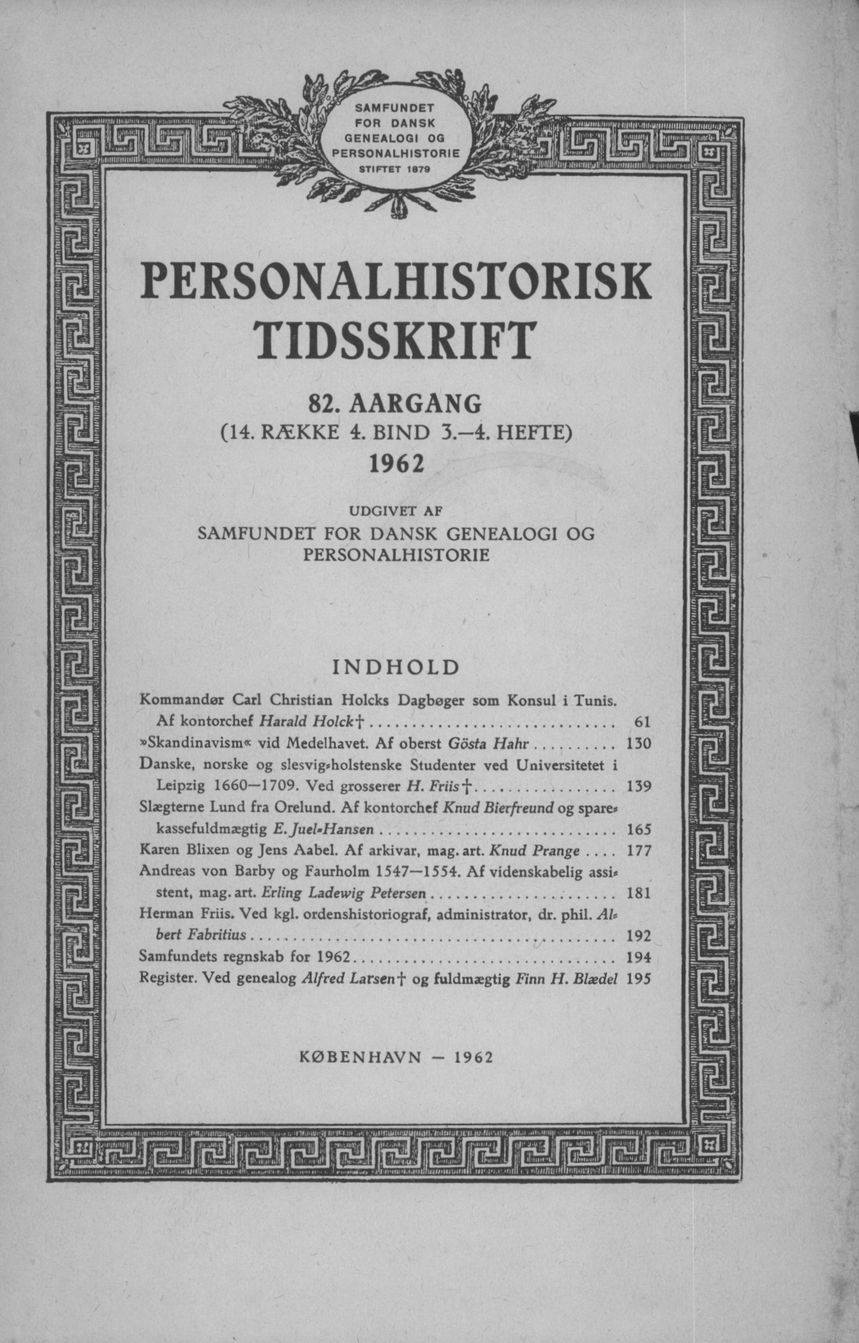 SAMFUNDET
FOR DANSK
GENEALOGI OG
PERSONALHISTORIE
STIFTET 1879
PERSONALHISTORISK
TIDSSKRIFT
82. AARGANG
(14. RÆKKE 4. BIND 3.—4. HEFTE)
1962
UDGIVET AF
SAMFUNDET FOR DANSK GENEALOGI OG
PERSONALHISTORIE
INDHOLD
Kommandør Carl Christian Holcks Dagbøger som Konsul i Tunis.
Af kontorchef Harald Holck† . . . . . . . . . . . . . . . . . . . . . . . . . . . . . 61
»Skandinavism« vid Medelhavet. Af oberst Gösta Hahr . . . . . . . . . . 130
Danske, norske og slesvig-holstenske Studenter ved Universitetet i
Leipzig 1660—1709. Ved grosserer H. Friis† . . . . . . . . . . . . . . . . . 139
Slægterne Lund fra Orelund. Af kontorchef Knud Bierfreund og spare-
kassefuldmægtig E. Juel-Hansen . . . . . . . . . . . . . . . . . . . . . . . . . . . . 165
Karen Blixen og Jens Aabel. Af arkivar, mag. art. Knud Prange . . . . 177
Andreas von Barby og Faurholm 1547—1554. Af videnskabelig assi-
stent, mag. art. Erling Ladewig Petersen . . . . . . . . . . . . . . . . . . . . . . 181
Herman Friis. Ved kgl. ordenshistoriograf, administrator, dr. phil. Al-
bert Fabritius . . . . . . . . . . . . . . . . . . . . . . . . . . . . . . . . . . . . . . . . . . . . 192
Samfundets regnskab for 1962 . . . . . . . . . . . . . . . . . . . . . . . . . . . . . . . 194
Register. Ved genealog Alfred Larsen† og fuldmægtig Finn H. Blædel 195
KØBENHAVN — 1962